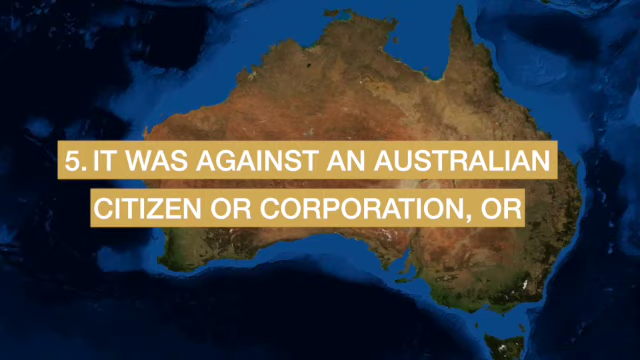 5. IT WAS AGAINST AN AUSTRALIAN
CITIZEN OR CORPORATION, OR